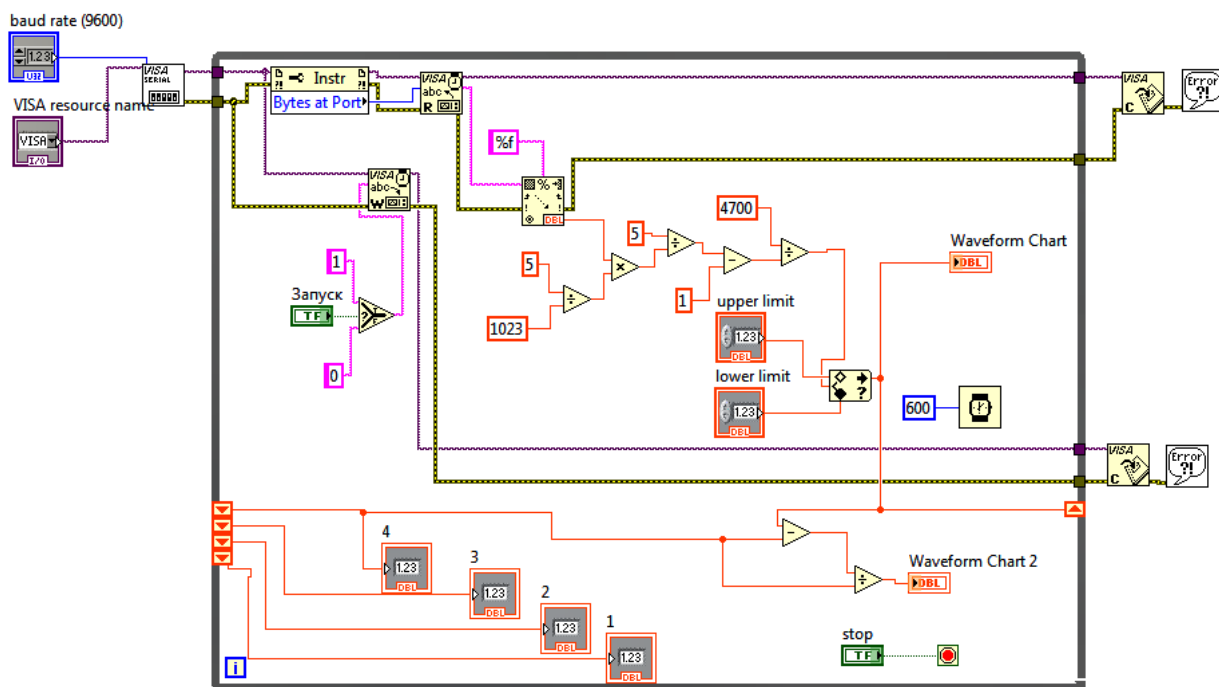 baud rate (9600)
1.23
U32
VISA
SERIAL
VISA resource name
VISA
I/O
Instr
Bytes at Port
VISA
abc
R
%f
%
DBL
VISA
abc
W
VISA
C
Error
?!
4700
5
Waveform Chart
DBL
5
1
Запуск
TF
?
T
F
0
1023
1
upper limit
1.23
DBL
lower limit
1.23
DBL
?
600
VISA
C
Error
?!
4
1.23
DBL
3
1.23
DBL
2
1.23
DBL
1
1.23
DBL
Waveform Chart 2
DBL
stop
TF
i